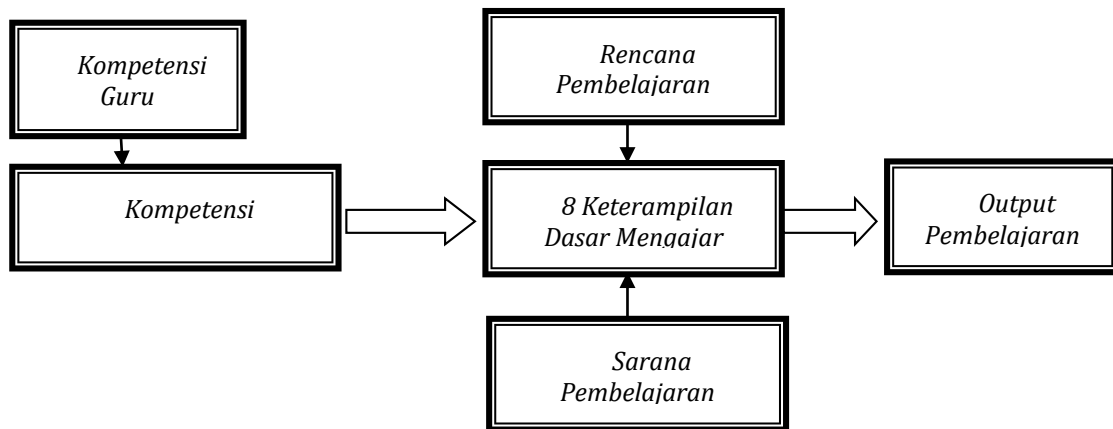 Kompetensi
Guru
Rencana
Pembelajaran
Kompetensi
8 Keterampilan
Dasar Mengajar
Output
Pembelajaran
Sarana
Pembelajaran